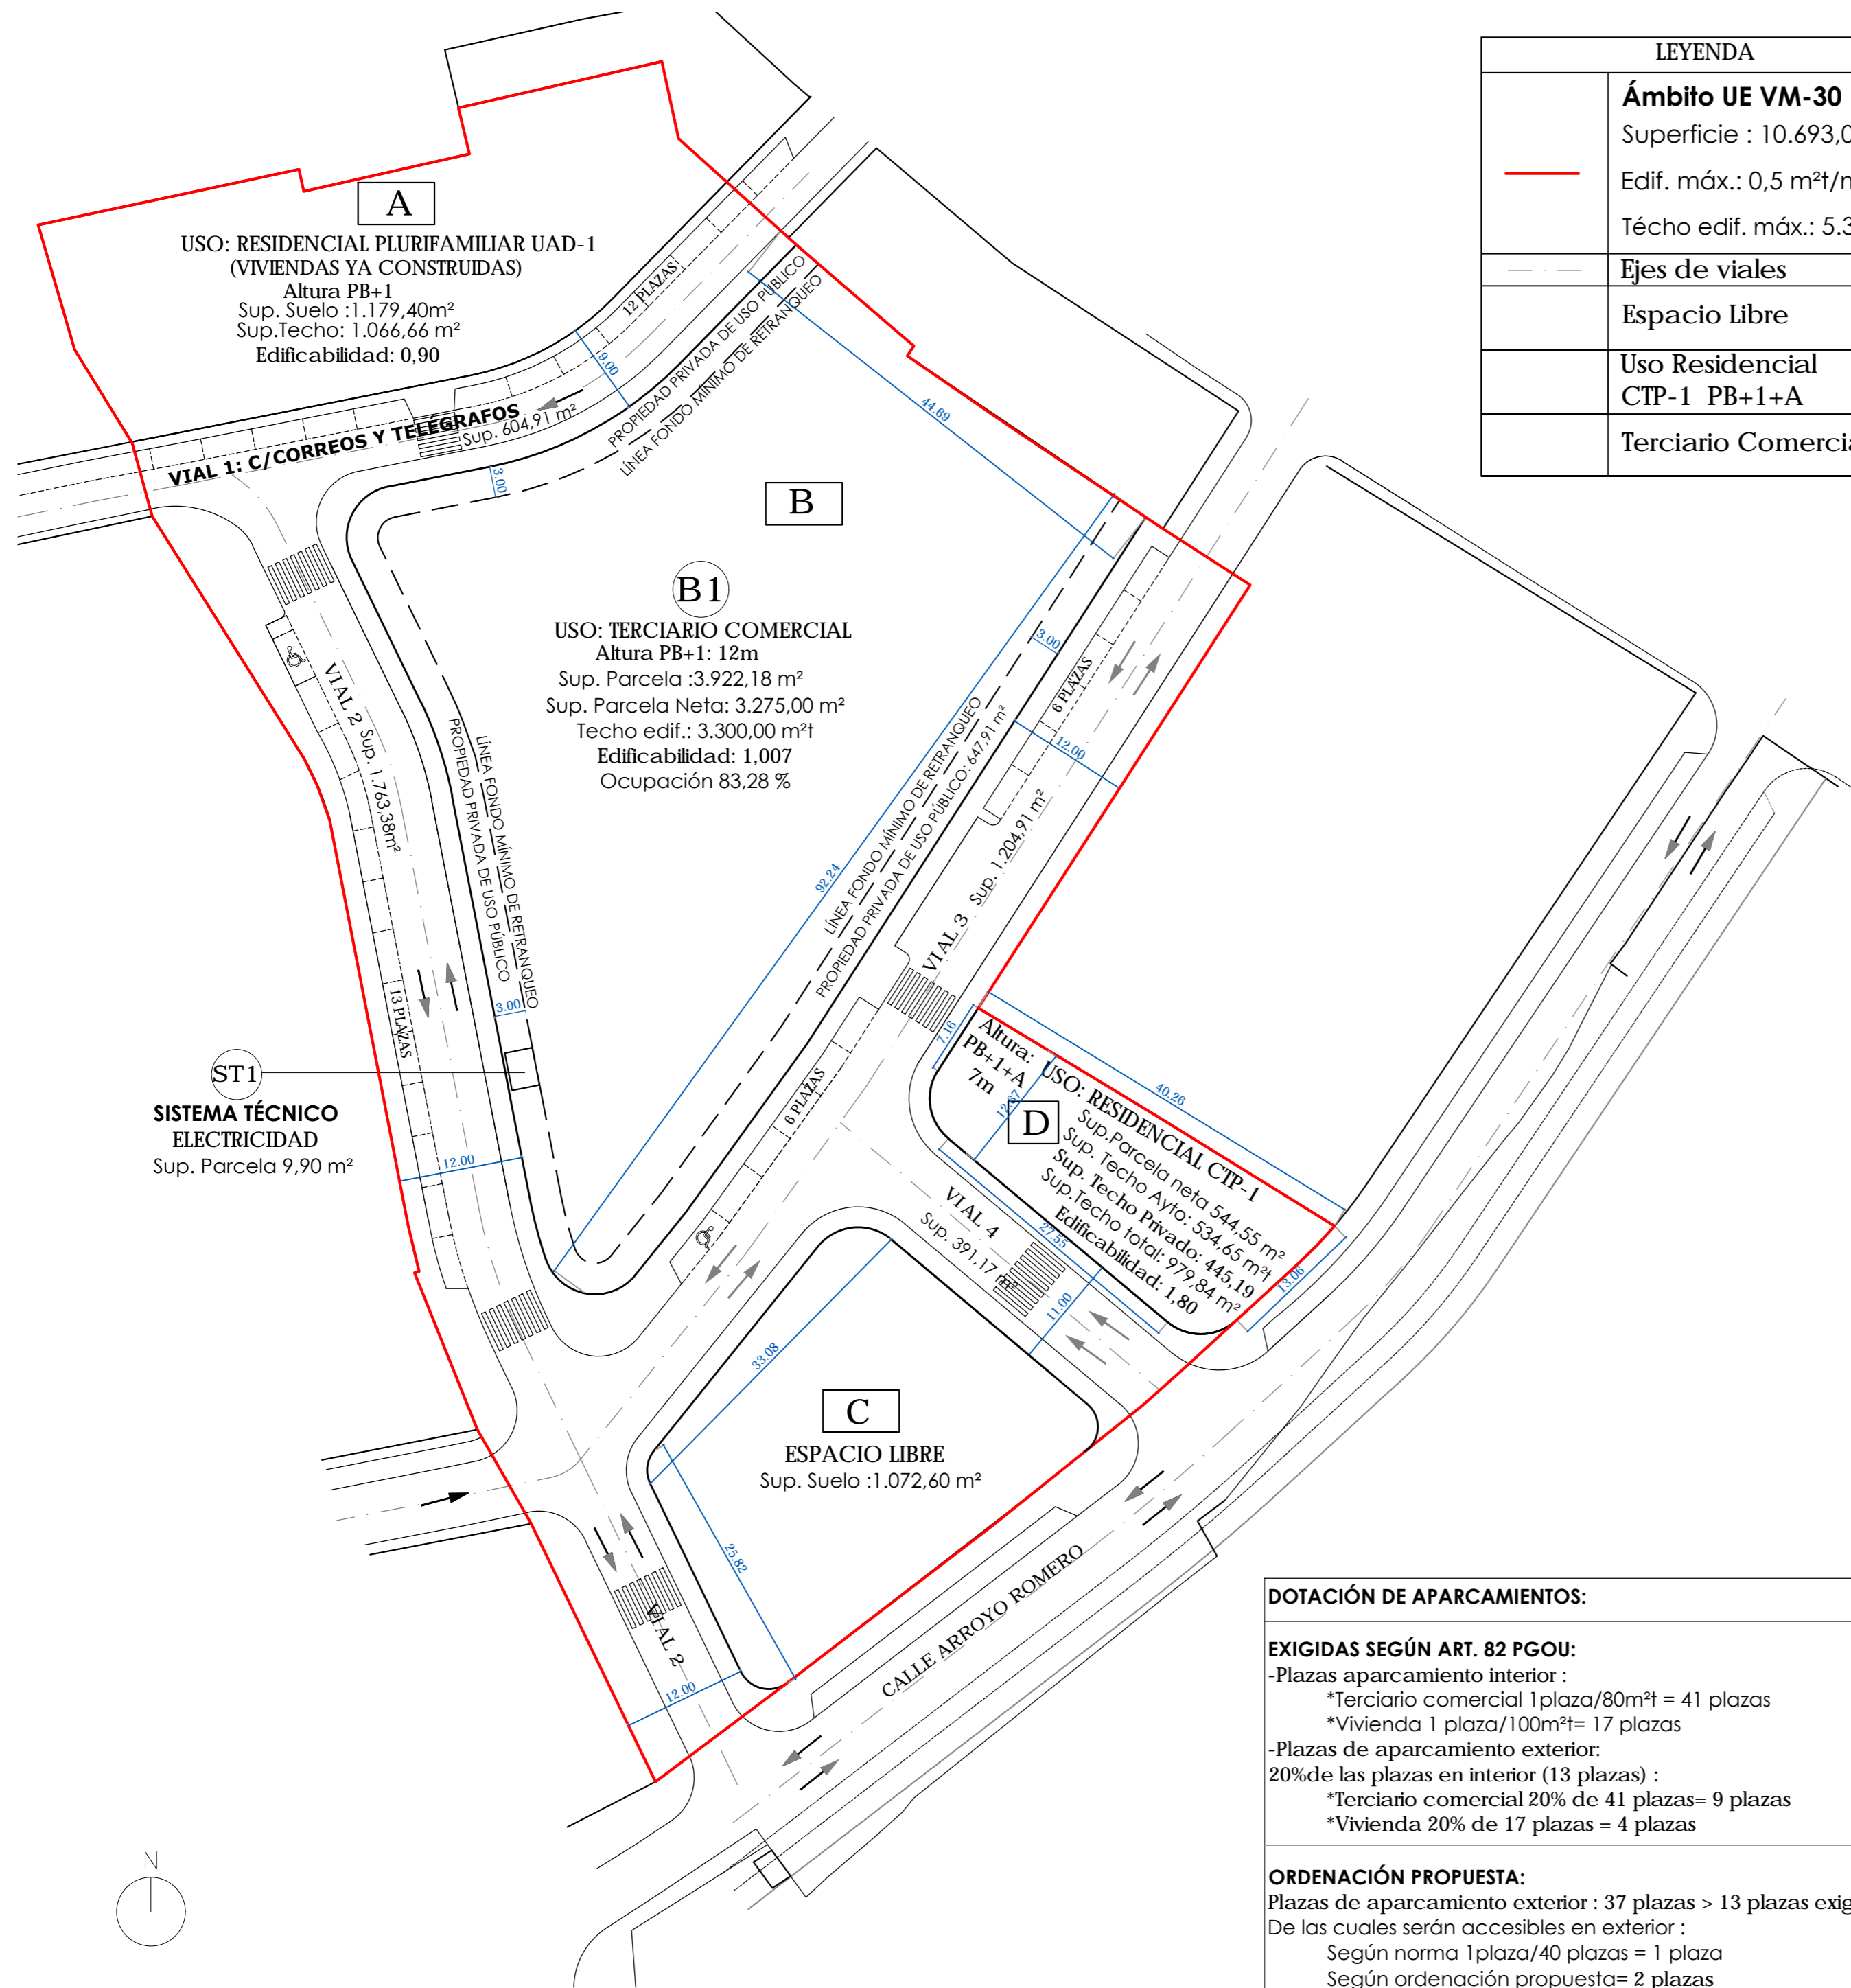 LEYENDA
Ámbito UE VM-30
Superficie : 10.693,0
Edif. máx.: 0,5 m²t/m
Técho edif. máx.: 5.3
Ejes de viales
Espacio Libre
Uso Residencial
CTP-1 PB+1+A
Terciario Comercia
A
USO: RESIDENCIAL PLURIFAMILIAR UAD-1
(VIVIENDAS YA CONSTRUIDAS)
Altura PB+1
Sup. Suelo :1.179,40m²
Sup.Techo: 1.066,66 m²
Edificabilidad: 0,90
12 PLAZAS
9.00
PROPIEDAD PRIVADA DE USO PÚBLICO
LÍNEA FONDO MÍNIMO DE RETRANQUEO
44.69
VIAL 1: C/CORREOS Y TELÉGRAFOS
Sup. 604,91 m²
3.00
B
B1
USO: TERCIARIO COMERCIAL
Altura PB+1: 12m
Sup. Parcela :3.922,18 m²
Sup. Parcela Neta: 3.275,00 m²
Techo edif.: 3.300,00 m²t
Edificabilidad: 1,007
Ocupación 83,28 %
VIAL 2 Sup. 1.763,38m²
LÍNEA FONDO MÍNIMO DE RETRANQUEO
PROPIEDAD PRIVADA DE USO PÚBLICO
3.00
6 PLAZAS
12.00
92.24
LÍNEA FONDO MÍNIMO DE RETRANQUEO
PROPIEDAD PRIVADA DE USO PÚBLICO: 647,91 m²
VIAL 3 Sup. 1.204,91 m²
13 PLAZAS
3.00
ST1
SISTEMA TÉCNICO
ELECTRICIDAD
Sup. Parcela 9,90 m²
12.00
6 PLAZAS
7.16
Altura:
PB+1+A
7m
12.67
40.26
D
USO: RESIDENCIAL CTP-1
Sup.Parcela neta 544,55 m²
Sup. Techo Ayto: 534,65 m²t
Sup. Techo Privado: 445,19
Sup.Techo total: 979,84 m²
Edificabilidad: 1,80
27.55
13.06
VIAL 4
Sup. 391,17 m²
11.00
33.08
C
ESPACIO LIBRE
Sup. Suelo :1.072,60 m²
25.82
VIAL 2
12.00
CALLE ARROYO ROMERO
N
DOTACIÓN DE APARCAMIENTOS:
EXIGIDAS SEGÚN ART. 82 PGOU:
-Plazas aparcamiento interior :
*Terciario comercial 1plaza/80m²t = 41 plazas
*Vivienda 1 plaza/100m²t= 17 plazas
-Plazas de aparcamiento exterior:
20%de las plazas en interior (13 plazas) :
*Terciario comercial 20% de 41 plazas= 9 plazas
*Vivienda 20% de 17 plazas = 4 plazas
ORDENACIÓN PROPUESTA:
Plazas de aparcamiento exterior : 37 plazas > 13 plazas exig
De las cuales serán accesibles en exterior :
Según norma 1plaza/40 plazas = 1 plaza
Según ordenación propuesta= 2 plazas